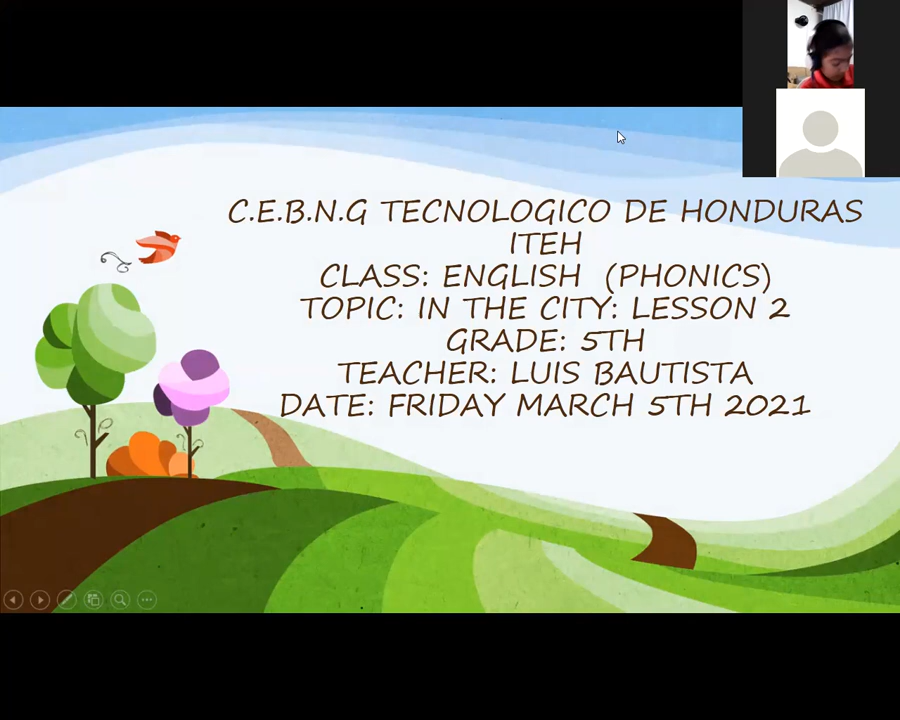 C.E.B.N.G TECNOLOGICO DE HONDURAS
ITEH
CLASS: ENGLISH (PHONICS)
TOPIC: IN THE CITY: LESSON 2
GRADE: 5TH
TEACHER: LUIS BAUTISTA
DATE: FRIDAY MARCH 5TH 2021